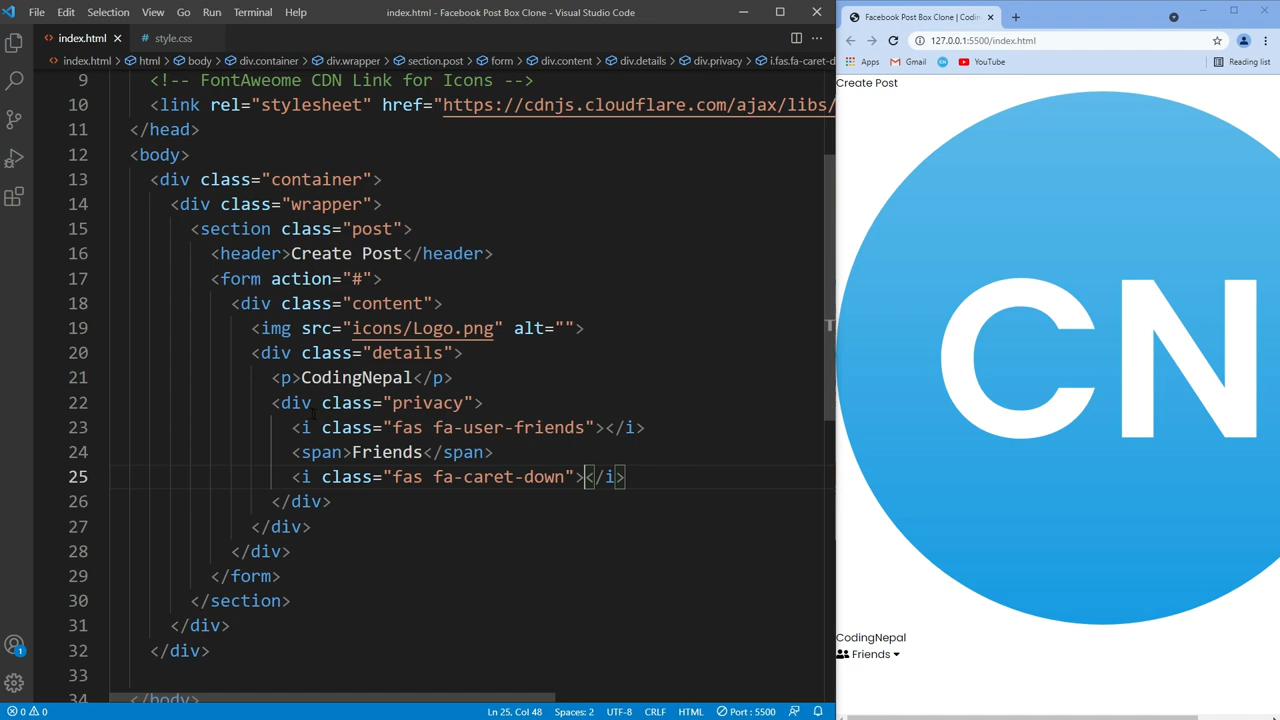 File Edit Selection View Go Run Terminal Help
index.html - Facebook Post Box Clone - Visual Studio Code
index.html
style.css
index.html > html > body > div.container > div.wrapper > section.post > form > div.content > div.details > div.privacy > i.fas.fa-caret-d
9 <!-- FontAweome CDN Link for Icons -->
10 <link rel="stylesheet" href="https://cdnjs.cloudflare.com/ajax/libs/
11 </head>
12 <body>
13 <div class="container">
14 <div class="wrapper">
15 <section class="post">
16 <header>Create Post</header>
17 <form action="#">
18 <div class="content">
19 <img src="icons/Logo.png" alt="">
20 <div class="details">
21 <p>CodingNepal</p>
22 <div class="privacy">
23 <i class="fas fa-user-friends"></i>
24 <span>Friends</span>
25 <i class="fas fa-caret-down"></i>
26 </div>
27 </div>
28 </div>
29 </form>
30 </section>
31 </div>
32 </div>
33
34 </body>
1
0 0 Ln 25, Col 48 Spaces: 2 UTF-8 CRLF HTML Port : 5500
Facebook Post Box Clone | Codin
127.0.0.1:5500/index.html
Apps Gmail CN YouTube Reading list
Create Post
CN
CodingNepal
Friends